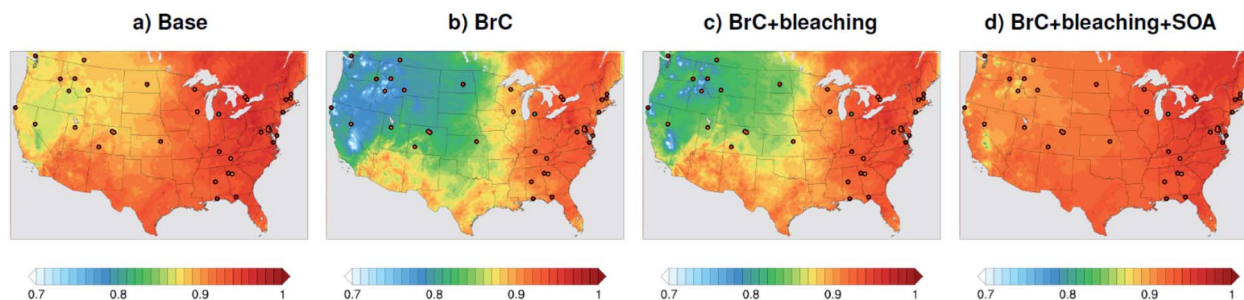 a) Base b) BrC c) BrC+bleaching d) BrC+bleaching+SOA
0.7 0.8 0.9 1 0.7 0.8 0.9 1 0.7 0.8 0.9 1 0.7 0.8 0.9 1